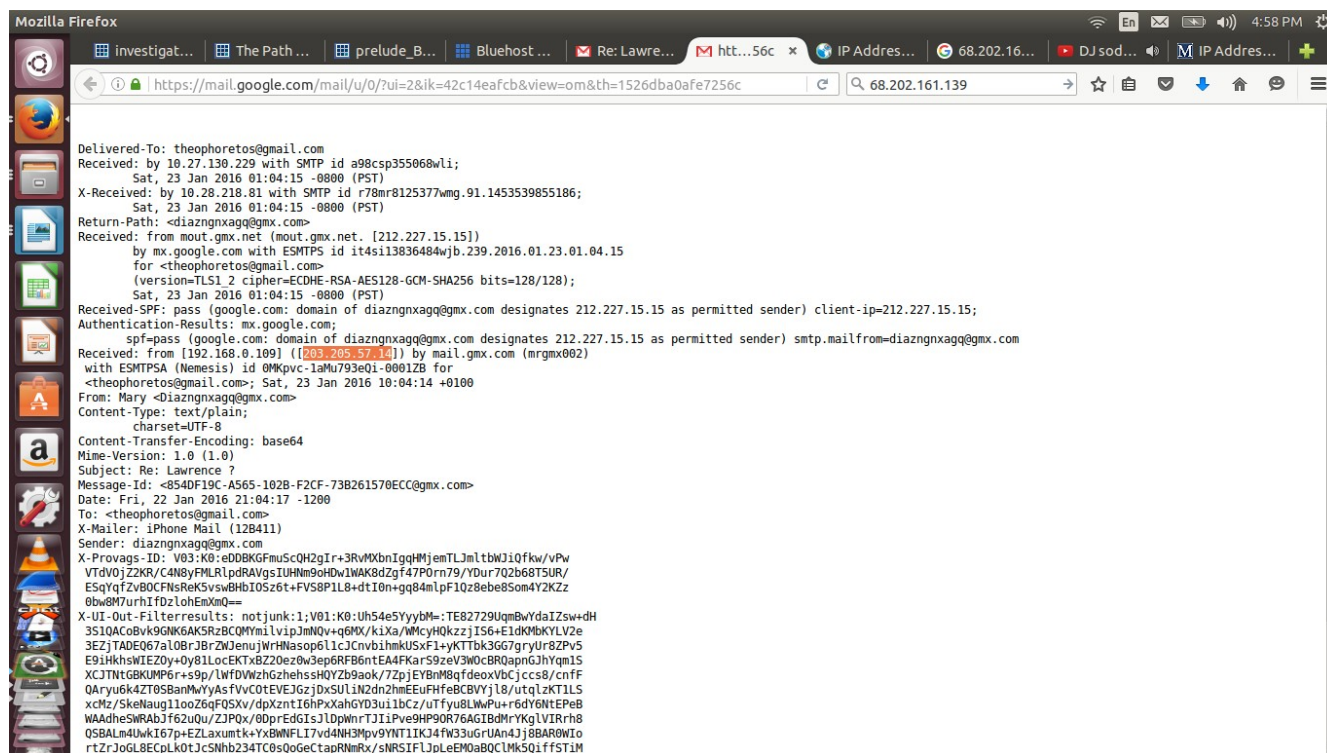 Mozilla Firefox
En
4:58 PM
investigat...
The Path ...
prelude_B...
Bluehost ...
Re: Lawre...
htt...56c
IP Addres...
68.202.16...
DJ sod...
IP Addres...
https://mail.google.com/mail/u/0/?ui=2&ik=42c14eafcb&view=om&th=1526dba0afe7256c
68.202.161.139
Delivered-To: theophoretos@gmail.com
Received: by 10.27.130.229 with SMTP id a98csp355068wli;
Sat, 23 Jan 2016 01:04:15 -0800 (PST)
X-Received: by 10.28.218.81 with SMTP id r78mr8125377wmg.91.1453539855186;
Sat, 23 Jan 2016 01:04:15 -0800 (PST)
Return-Path: <diazngnxagq@gmx.com>
Received: from mout.gmx.net (mout.gmx.net. [212.227.15.15])
by mx.google.com with ESMTPS id it4si13836484wjb.239.2016.01.23.01.04.15
for <theophoretos@gmail.com>
(version=TLS1_2 cipher=ECDHE-RSA-AES128-GCM-SHA256 bits=128/128);
Sat, 23 Jan 2016 01:04:15 -0800 (PST)
Received-SPF: pass (google.com: domain of diazngnxagq@gmx.com designates 212.227.15.15 as permitted sender) client-ip=212.227.15.15;
Authentication-Results: mx.google.com;
spf=pass (google.com: domain of diazngnxagq@gmx.com designates 212.227.15.15 as permitted sender) smtp.mailfrom=diazngnxagq@gmx.com
Received: from [192.168.0.109] ([203.205.57.14]) by mail.gmx.com (mrgmx002)
with ESMTPSA (Nemesis) id 0MKpvc-1aMu793eQi-0001ZB for
<theophoretos@gmail.com>; Sat, 23 Jan 2016 10:04:14 +0100
From: Mary <Diazngnxagq@gmx.com>
Content-Type: text/plain;
charset=UTF-8
Content-Transfer-Encoding: base64
Mime-Version: 1.0 (1.0)
Subject: Re: Lawrence ?
Message-Id: <854DF19C-A565-102B-F2CF-73B261570ECC@gmx.com>
Date: Fri, 22 Jan 2016 21:04:17 -1200
To: <theophoretos@gmail.com>
X-Mailer: iPhone Mail (12B411)
Sender: diazngnxagq@gmx.com
X-Provags-ID: V03:K0:eDDBKGFmuScQH2gIr+3RvMXbnIgqHMjemTLJmltbWJiQfkw/vPw
VTdVOjZ2KR/C4N8yFMLRlpdRAVgsIUHNm9oHDw1WAK8dZgf47POrn79/YDur7Q2b68T5UR/
ESqYqfZvBOCFNsReK5vswBHbIOSz6t+FVS8P1L8+dtI0n+gq84mlpF1Qz8ebe8Som4Y2KZz
0bw8M7urhIfDzlohEmXmQ==
X-UI-Out-Filterresults: notjunk:1;V01:K0:Uh54e5YyybM=:TE82729UqmBwYdaIZsw+dH
3S1QACoBvk9GNK6AK5RzBCQMYmilvipJmNQv+q6MX/kiXa/WMcyHQkzzjIS6+E1dKMbKYLV2e
3EZjTADEQ67alOBrJBrZWJenujWrHNasop6l1cJCnvbihmkUSxF1+yKTTbk3GG7gryUr8ZPv5
E9iHkhsWIEZOy+Oy81LocEKTxBZ2Oez0w3ep6RFB6ntEA4FKarS9zeV3WOcBRQapnGJhYqm1S
XCJTNtGBKUMP6r+s9p/lWfDVWzhGzhehssHQYZb9aok/7ZpjEYBnM8qfdeoxVbCjccs8/cnfF
QAryu6k4ZT0SBanMwYyAsfVvCOtEVEJGzjDxSUliN2dn2hmEEuFHfeBCBVYjl8/utqlzKT1LS
xcMz/SkeNaug11ooZ6qFQSXv/dpXzntI6hPxXahGYD3ui1bCz/uTfyu8LWwPu+r6dY6NtEPeB
WAAdheSWRAbJf62uQu/ZJPQx/0DprEdGIsJlDpWnrTJIiPve9HP9OR76AGIBdMrYKglVIRrh8
QSBALm4UwkI67p+EZLaxumtk+YxBWNFLI7vd4NH3Mpv9YNT1IKJ4fW33uGrUAn4Jj8BAR0WIo
rtZrJoGL8ECpLkOtJcSNhb234TC0sQoGeCtapRNmRx/sNRSIFlJpLeEMOaBQClMk5QiffSTiM